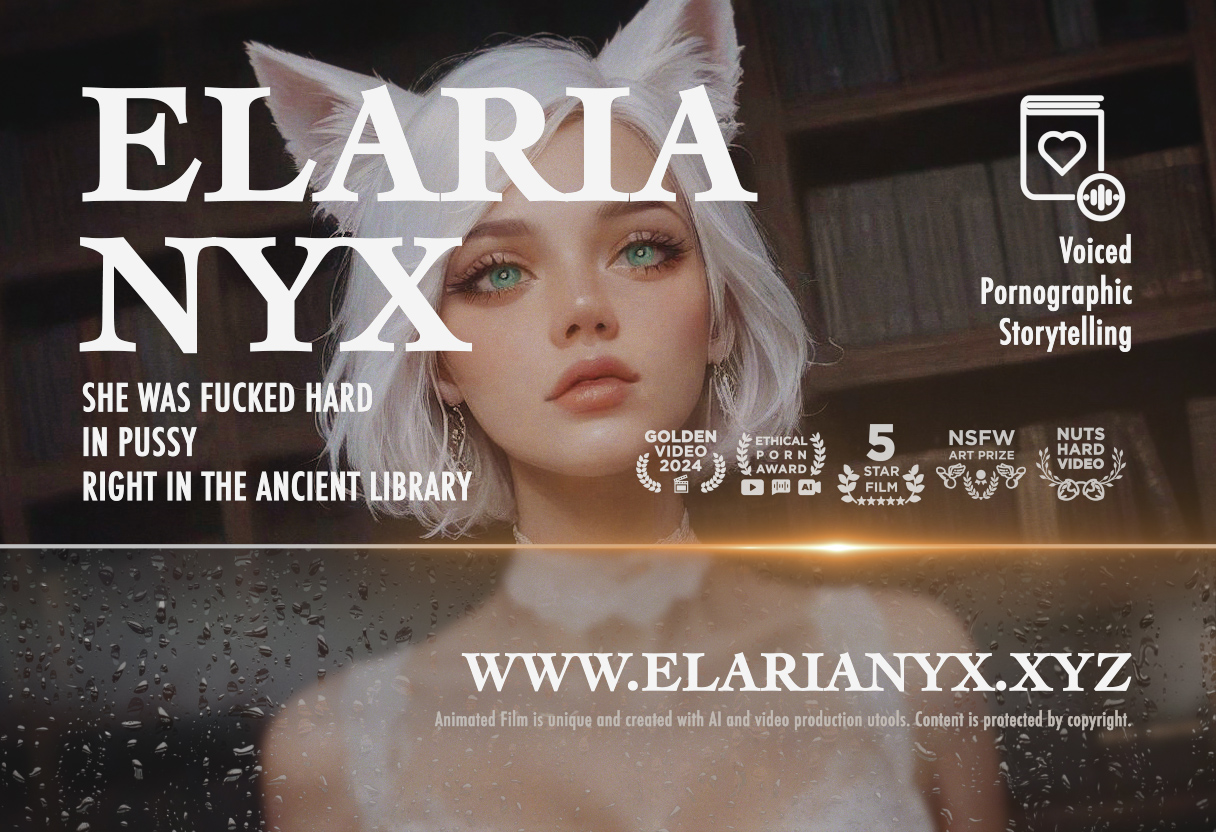 ELARIA
NYX
SHE WAS FUCKED HARD
IN PUSSY
RIGHT IN THE ANCIENT LIBRARY
Voiced
Pornographic
Storytelling
GOLDEN
VIDEO
2024
ETHICAL
PORN
AWARD
AI
5
STAR
FILM
NSFW
ART PRIZE
NUTS
HARD
VIDEO
WWW.ELARIANYX.XYZ
Animated Film is unique and created with AI and video production utools. Content is protected by copyright.